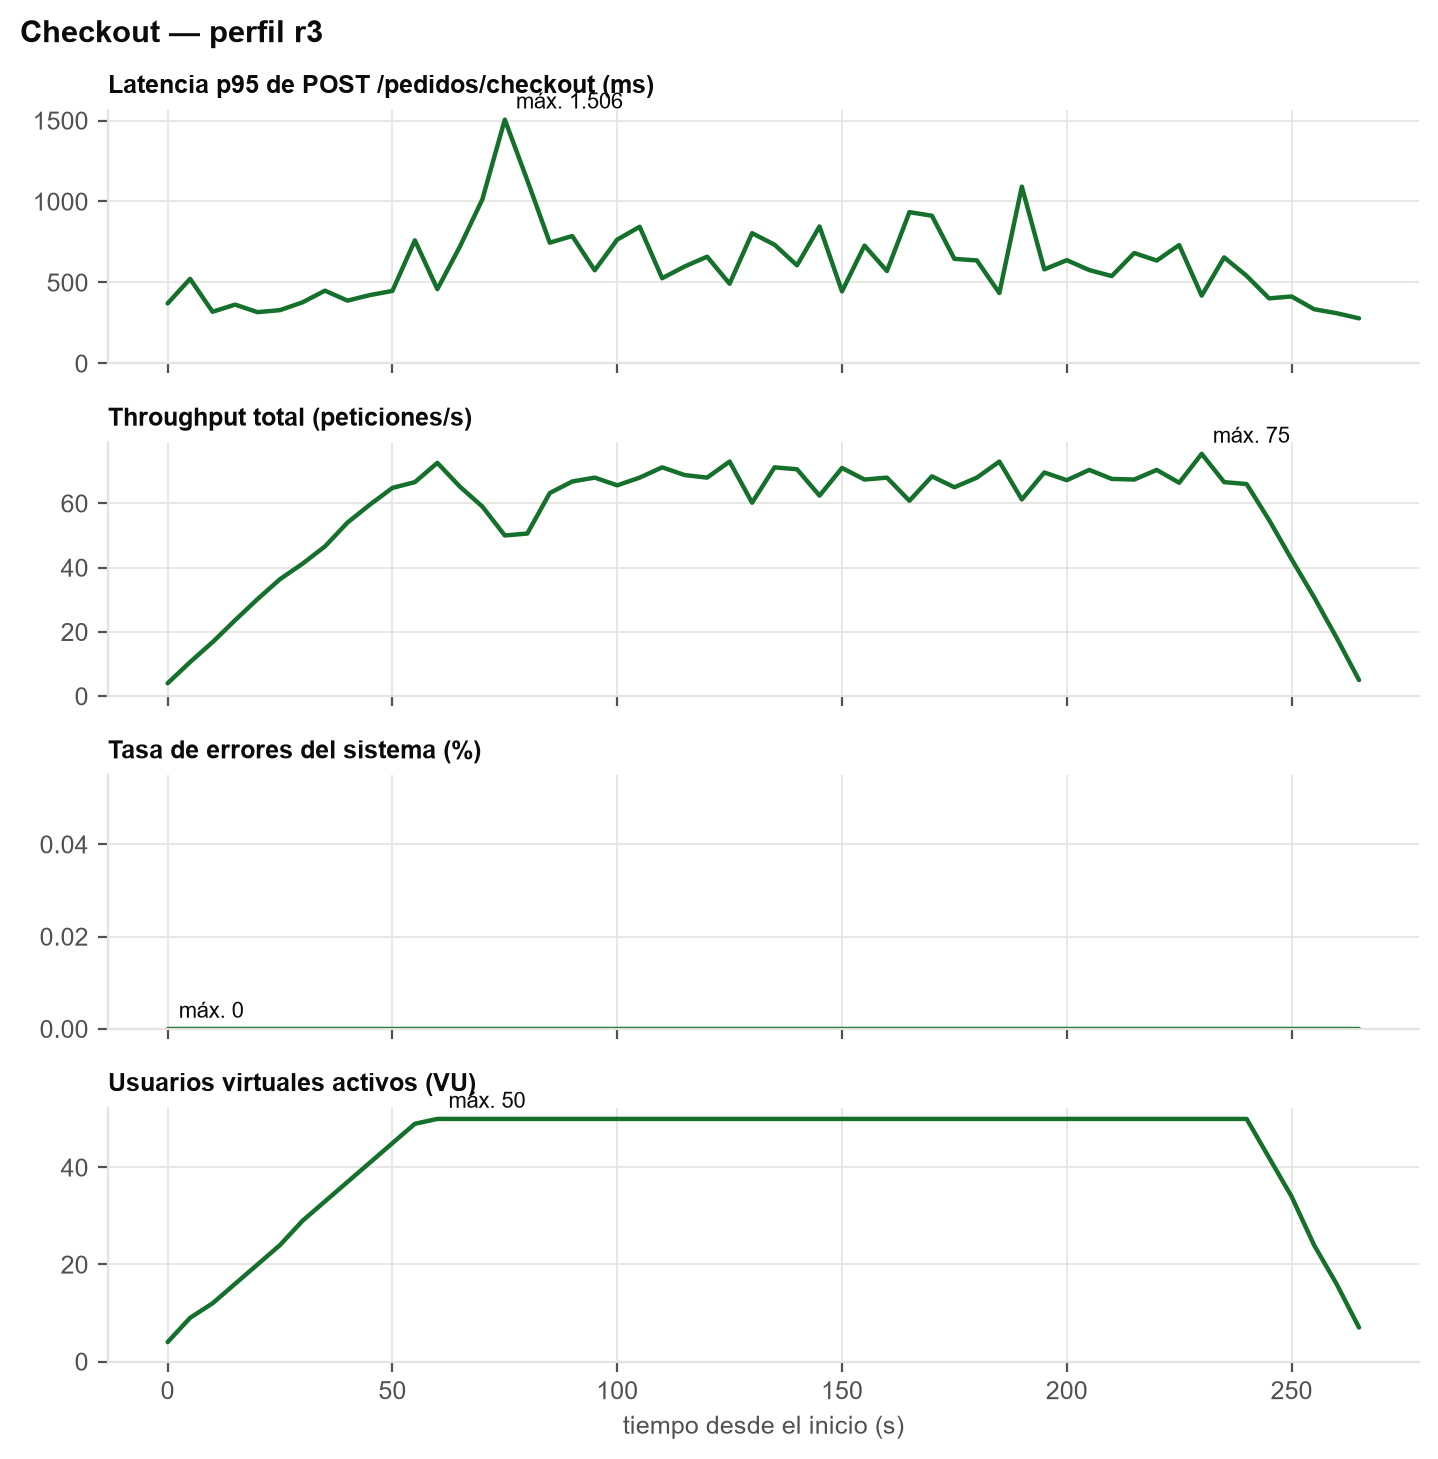 Checkout — perfil r3
Latencia p95 de POST /pedidos/checkout (ms)
máx. 1.506
1500
1000
500
0
Throughput total (peticiones/s)
máx. 75
60
40
20
0
Tasa de errores del sistema (%)
0.04
0.02
máx. 0
0.00
Usuarios virtuales activos (VU)
máx. 50
40
20
0
0 50 100 150 200 250
tiempo desde el inicio (s)